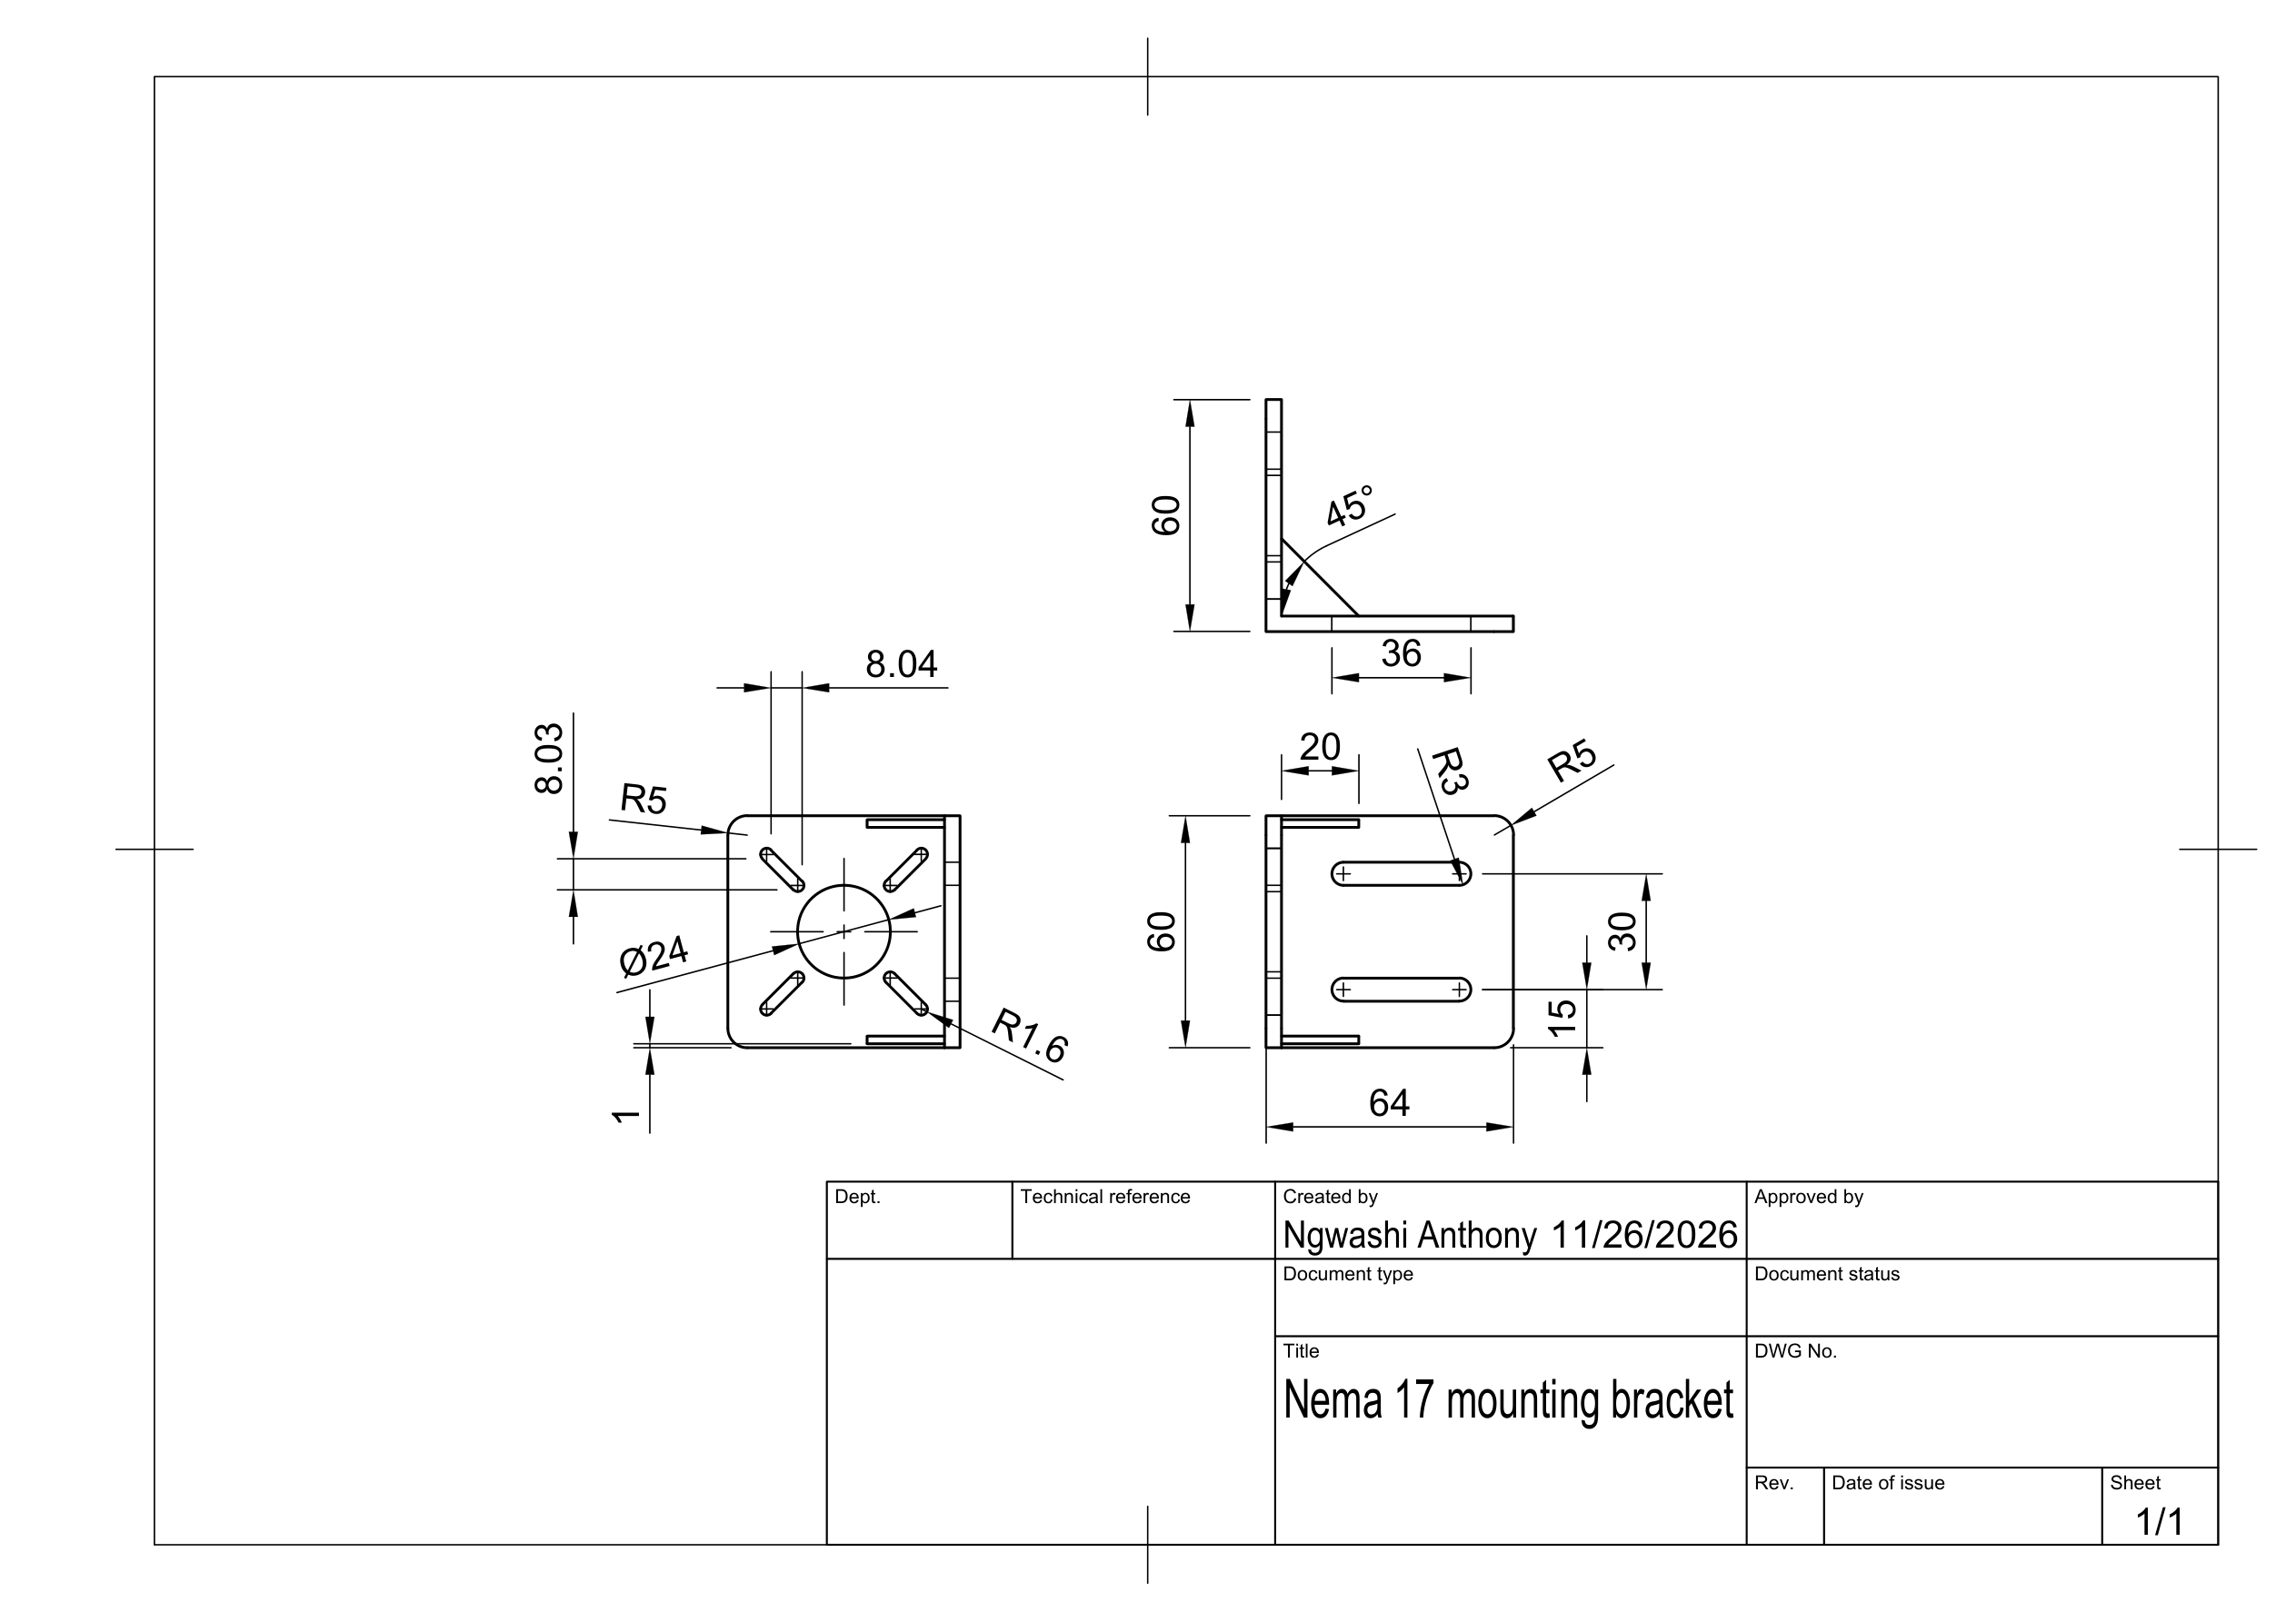 60
45°
36
8.04
8.03
R5
Ø24
1
R1.6
20
R3
R5
60
30
15
64
Dept.
Technical reference
Created by
Ngwashi Anthony 11/26/2026
Approved by
Document type
Document status
Title
Nema 17 mounting bracket
DWG No.
Rev.
Date of issue
Sheet
1/1